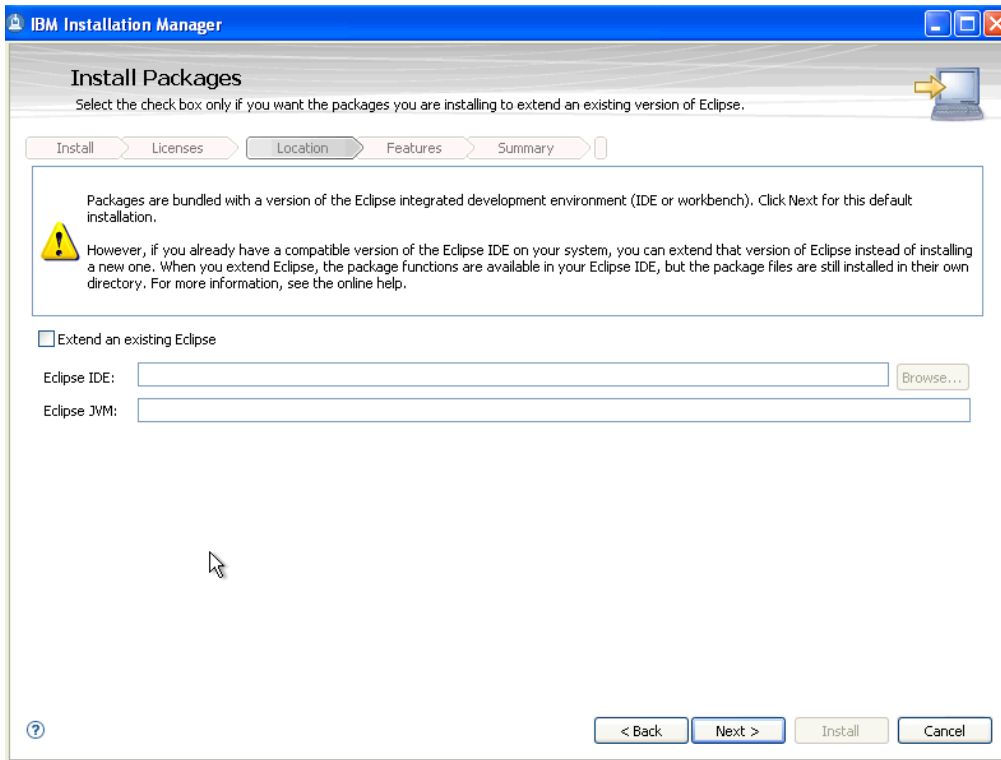 IBM Installation Manager
Install Packages
Select the check box only if you want the packages you are installing to extend an existing version of Eclipse.
Install Licenses Location Features Summary
Packages are bundled with a version of the Eclipse integrated development environment (IDE or workbench). Click Next for this default
installation.
However, if you already have a compatible version of the Eclipse IDE on your system, you can extend that version of Eclipse instead of installing
a new one. When you extend Eclipse, the package functions are available in your Eclipse IDE, but the package files are still installed in their own
directory. For more information, see the online help.
Extend an existing Eclipse
Eclipse IDE: Browse...
Eclipse JVM:
? < Back Next > Install Cancel